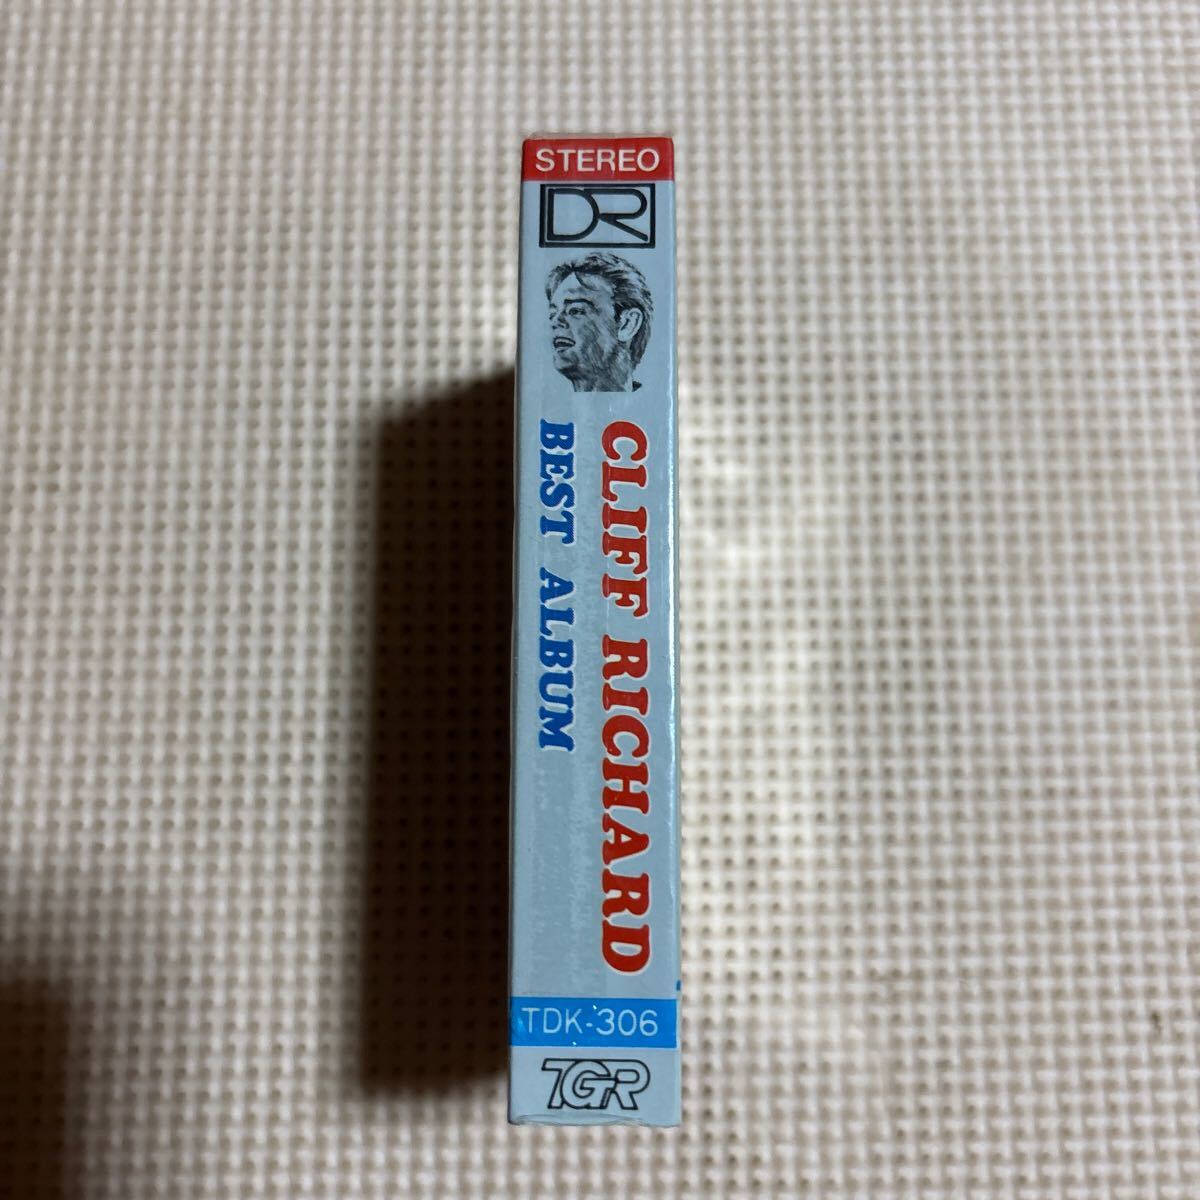 STEREO
DR
CLIFF RICHARD
BEST ALBUM
TDK-306
TGR